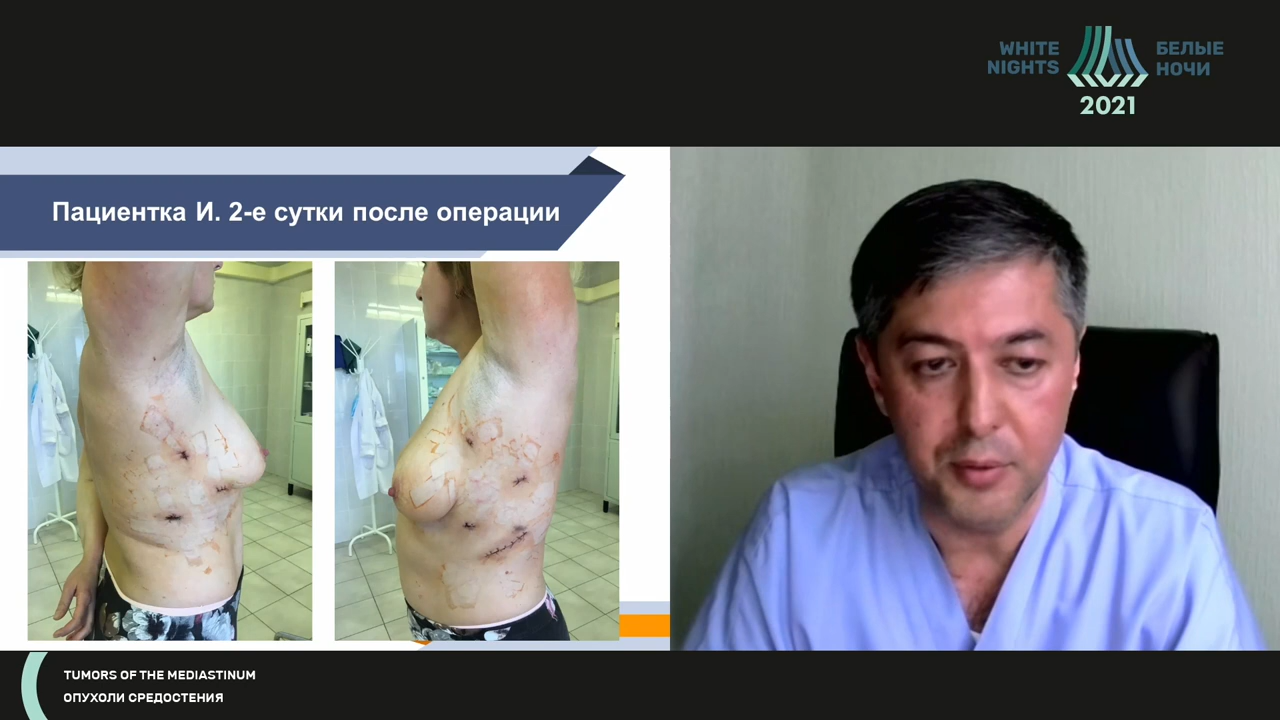 WHITE
NIGHTS
БЕЛЫЕ
НОЧИ
2021
Пациентка И. 2-е сутки после операции
TUMORS OF THE MEDIASTINUM
ОПУХОЛИ СРЕДОСТЕНИЯ